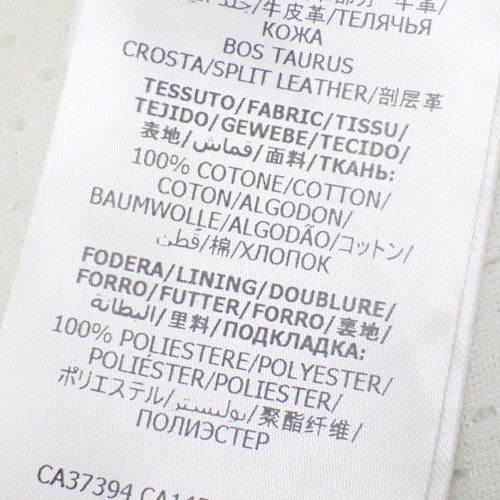 /牛皮革/ТЕЛЯЧЬЯ
КОЖА
BOS TAURUS
CROSTA/SPLIT LEATHER/剖层革
TESSUTO/FABRIC/TISSU/
TEJIDO/GEWEBE/TECIDO/
表地/قماش/面料/ТКАНЬ:
100% COTONE/COTTON/
COTON/ALGODON/
BAUMWOLLE/ALGODÃO/コットン/
قطن/棉/ХЛОПОК
FODERA/LINING/DOUBLURE/
FORRO/FUTTER/FORRO/裏地/
البطانة/里料/ПОДКЛАДКА:
100% POLIESTERE/POLYESTER/
POLIÉSTER/POLIESTER/
ポリエステル/بوليستر/聚酯纤维/
ПОЛИЭСТЕР
CA37394